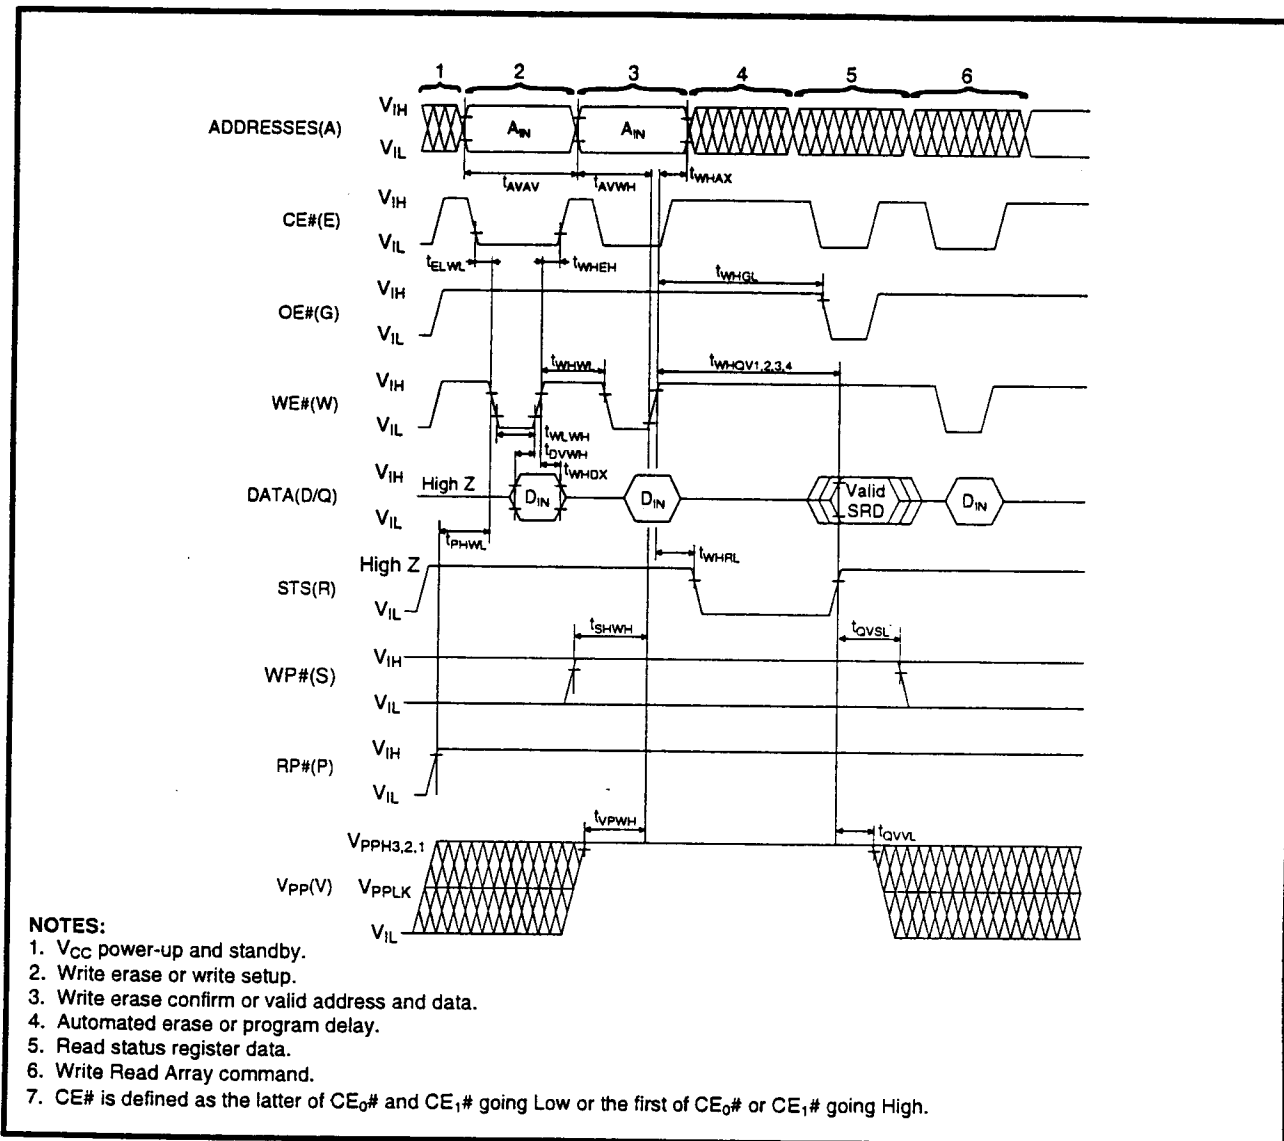 1 2 3 4 5 6
ADDRESSES(A)
VIH
VIL
AIN AIN
tAVAV tAVWH tWHAX
CE#(E)
VIH
VIL
tELWL tWHEH tWHGL
OE#(G)
VIH
VIL
tWHWL tWHQV1,2,3,4
WE#(W)
VIH
VIL
tWLWH
tDVWH
tWHDX
DATA(D/Q)
VIH
High Z
VIL
DIN DIN Valid SRD DIN
tPHWL tWHRL
STS(R)
High Z
VIL
tSHWH tQVSL
WP#(S)
VIH
VIL
RP#(P)
VIH
VIL
tVPWH tQVVL
VPP(V)
VPPH3,2,1
VPPLK
VIL
NOTES:
1. VCC power-up and standby.
2. Write erase or write setup.
3. Write erase confirm or valid address and data.
4. Automated erase or program delay.
5. Read status register data.
6. Write Read Array command.
7. CE# is defined as the latter of CE0# and CE1# going Low or the first of CE0# or CE1# going High.